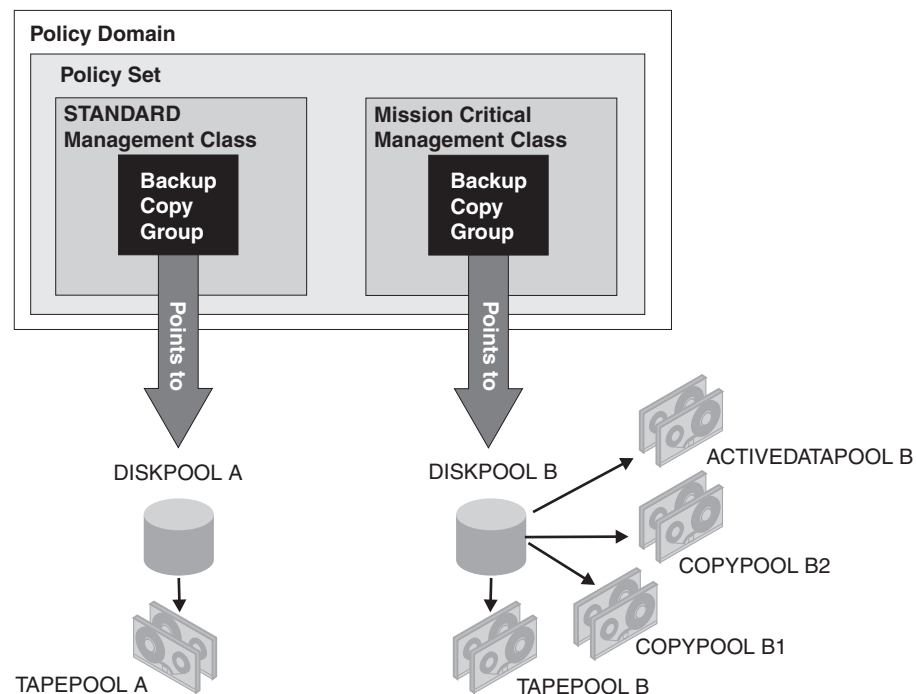 Policy Domain
Policy Set
STANDARD
Management Class
Backup
Copy
Group
Points to
Mission Critical
Management Class
Backup
Copy
Group
Points to
DISKPOOL A
DISKPOOL B
ACTIVEDATAPOOL B
COPYPOOL B2
COPYPOOL B1
TAPEPOOL A
TAPEPOOL B